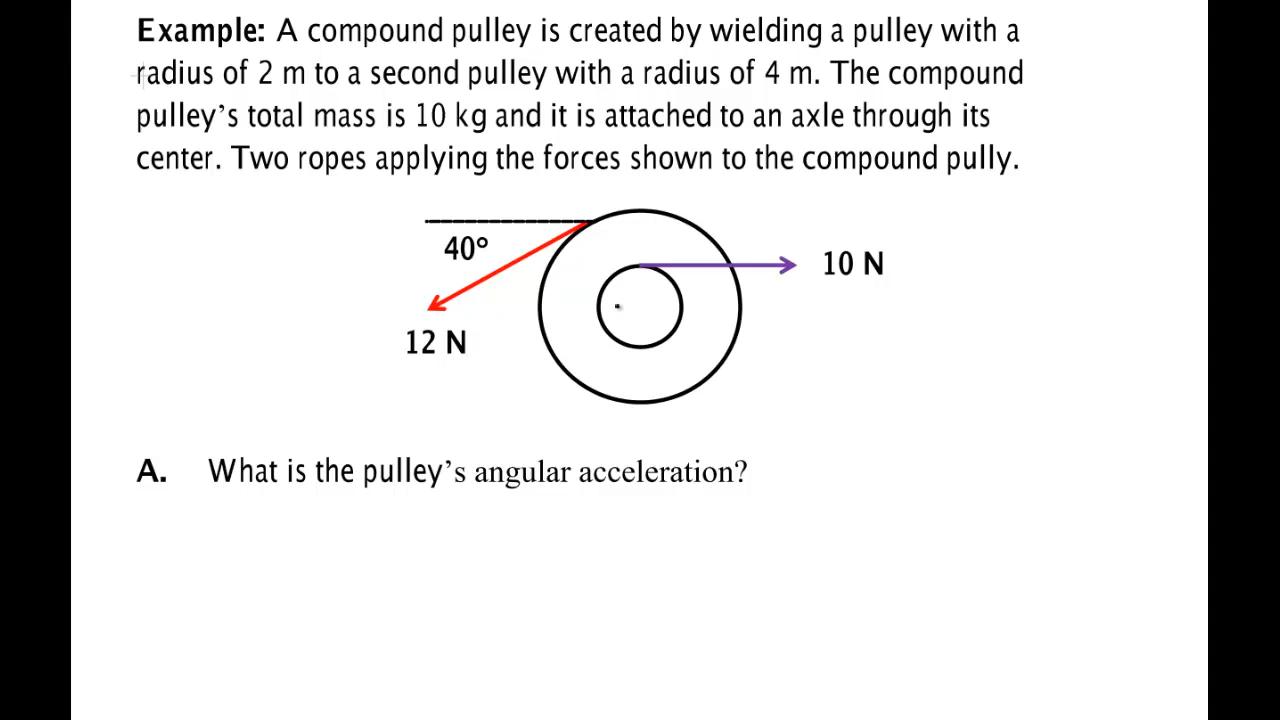 Example: A compound pulley is created by wielding a pulley with a
radius of 2 m to a second pulley with a radius of 4 m. The compound
pulley’s total mass is 10 kg and it is attached to an axle through its
center. Two ropes applying the forces shown to the compound pully.
40°
10 N
12 N
A. What is the pulley’s angular acceleration?